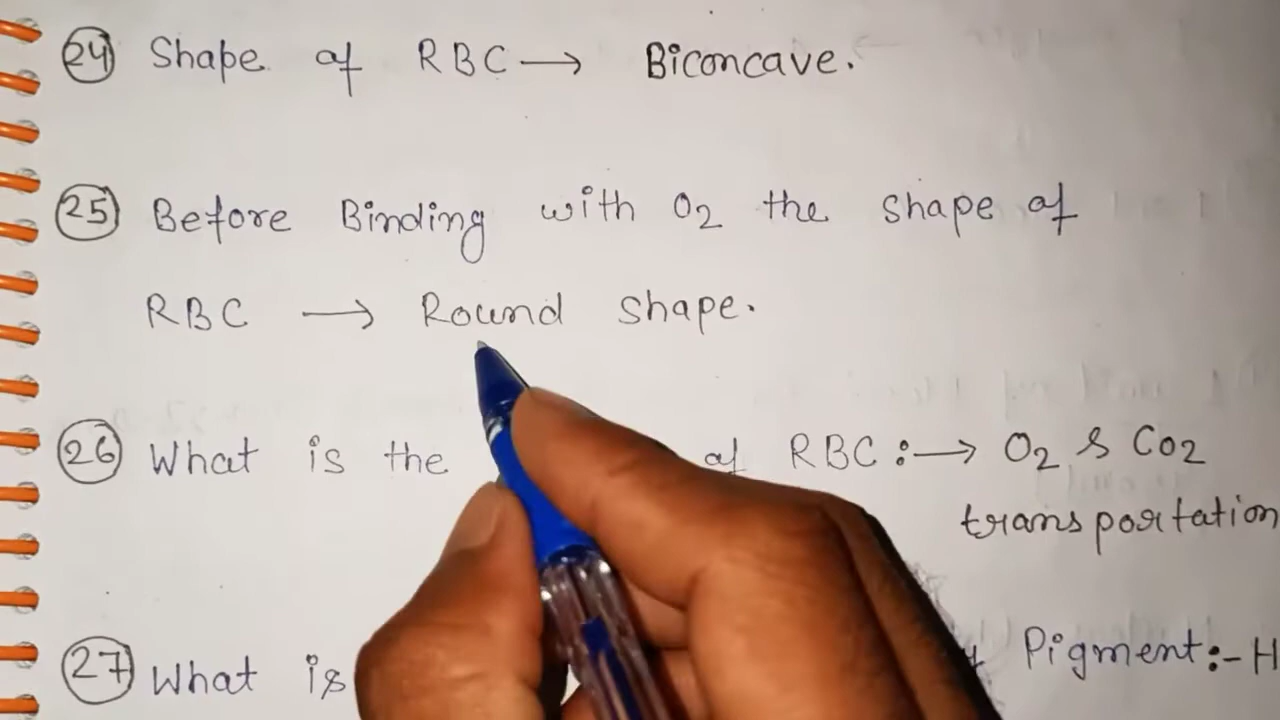 24 Shape of RBC → Biconcave.
25 Before Binding with O2 the shape of
RBC → Round shape.
26 What is the of RBC :→ O2 & CO2
transportation
27 What is Pigment:- H